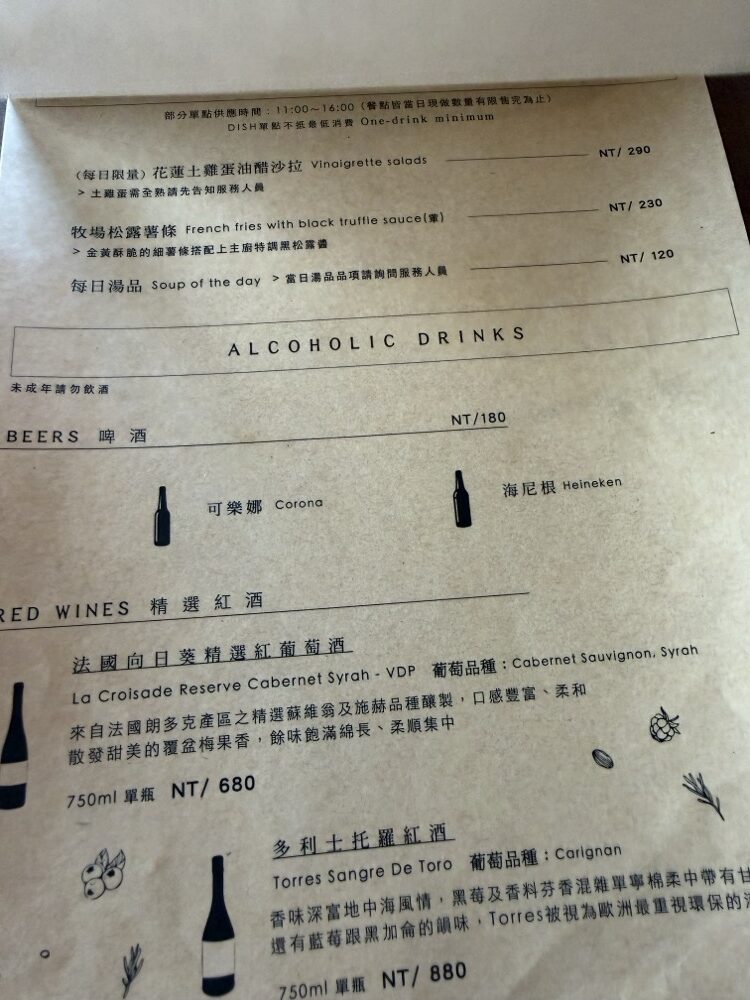 部分單點供應時間：11:00～16:00（餐點皆當日現做數量有限售完為止）
DISH單點不抵最低消費 One-drink minimum
（每日限量）花蓮土雞蛋油醋沙拉 Vinaigrette salads NT/ 290
> 土雞蛋需全熟請先告知服務人員
牧場松露薯條 French fries with black truffle sauce(葷) NT/ 230
> 金黃酥脆的細薯條搭配上主廚特調黑松露醬
每日湯品 Soup of the day > 當日湯品品項請詢問服務人員 NT/ 120
ALCOHOLIC DRINKS
未成年請勿飲酒
BEERS 啤酒 NT/180
可樂娜 Corona
海尼根 Heineken
RED WINES 精選紅酒
法國向日葵精選紅葡萄酒
La Croisade Reserve Cabernet Syrah - VDP 葡萄品種：Cabernet Sauvignon, Syrah
來自法國朗多克產區之精選蘇維翁及施赫品種釀製，口感豐富、柔和
散發甜美的覆盆梅果香，餘味飽滿綿長、柔順集中
750ml 單瓶 NT/ 680
多利士托羅紅酒
Torres Sangre De Toro 葡萄品種：Carignan
香味深富地中海風情，黑莓及香料芬香混雜單寧棉柔中帶有甘
還有藍莓跟黑加侖的韻味，Torres被視為歐洲最重視環保的
750ml 單瓶 NT/ 880